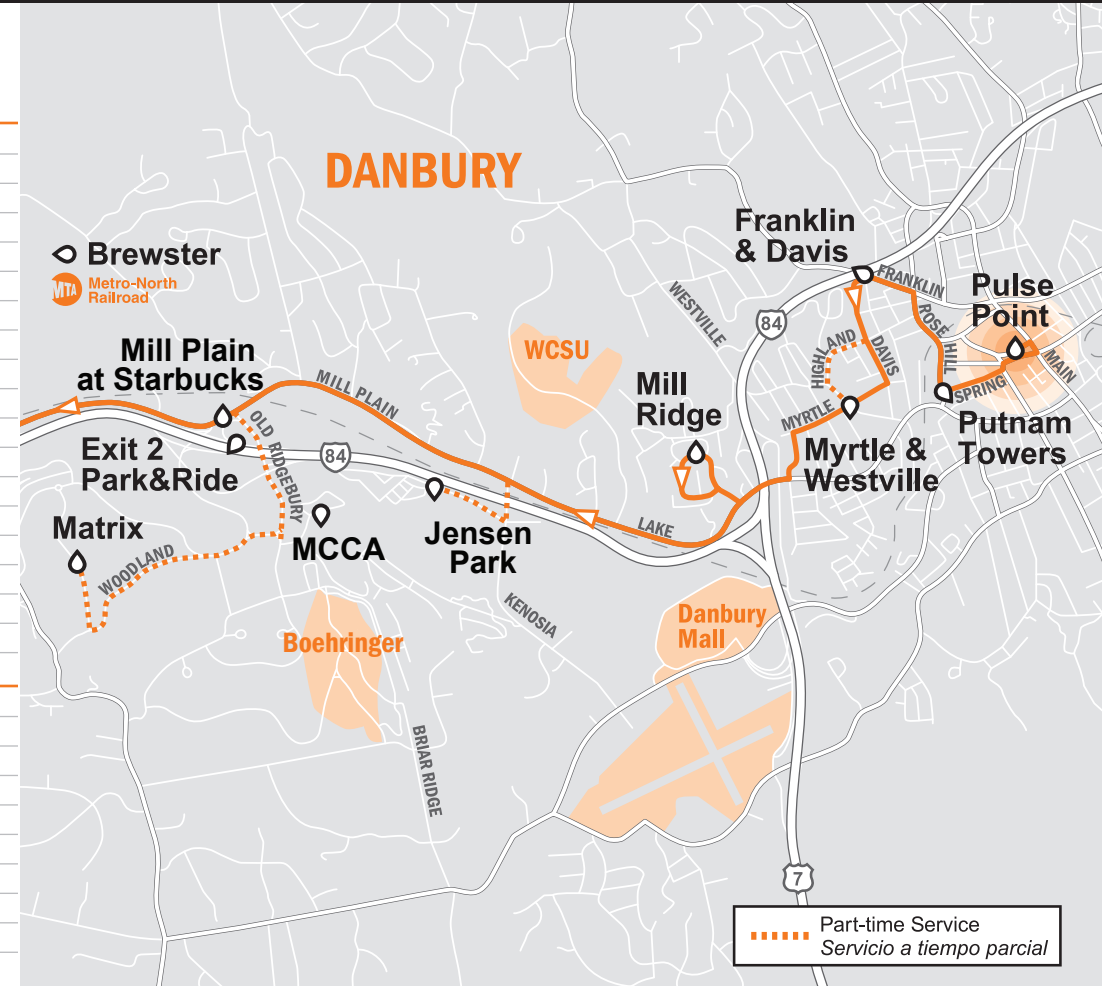 DANBURY
Brewster
MTA
Metro-North
Railroad
Franklin
& Davis
FRANKLIN
Pulse
Point
WESTVILLE
84
ROSE HILL
MAIN
WCSU
HIGHLAND
DAVIS
Mill Plain
at Starbucks
MILL PLAIN
Mill
Ridge
SPRING
MYRTLE
Putnam
Towers
Exit 2
Park&Ride
OLD RIDGEBURY
84
Myrtle &
Westville
Matrix
WOODLAND
MCCA
Jensen
Park
LAKE
KENOSIA
Danbury
Mall
Boehringer
BRIAR RIDGE
7
Part-time Service
Servicio a tiempo parcial